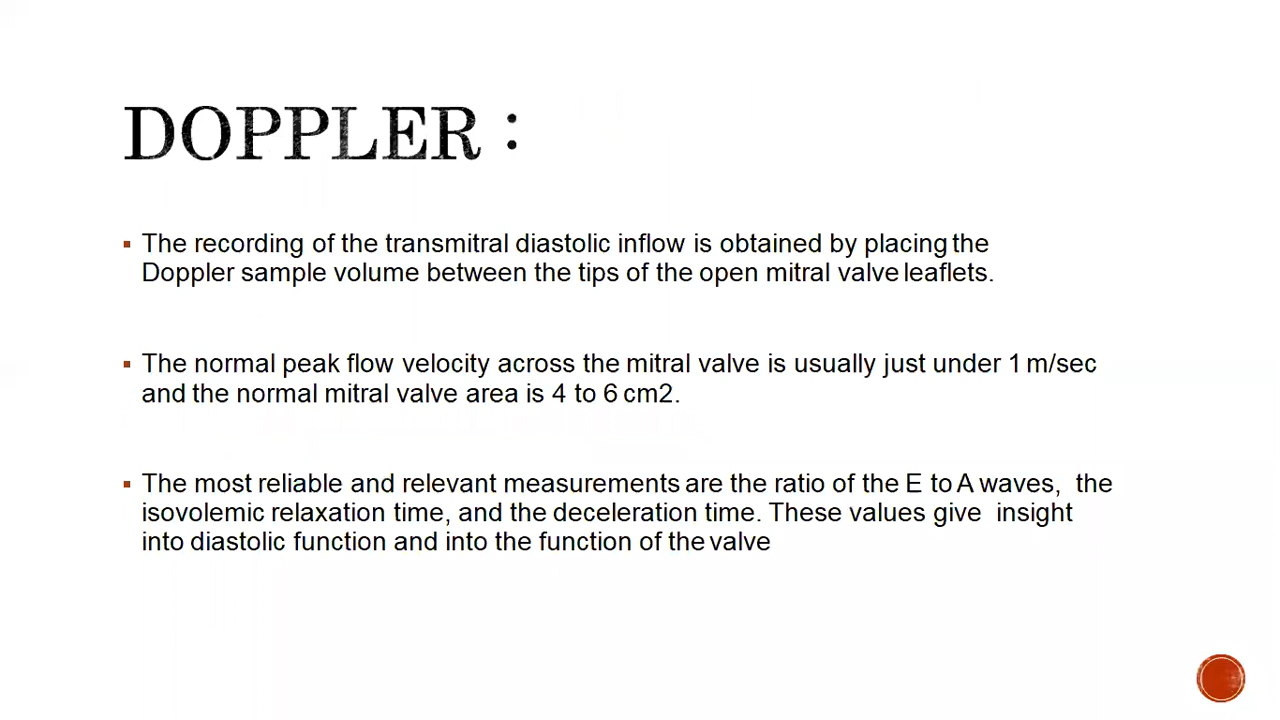 DOPPLER :
▪ The recording of the transmitral diastolic inflow is obtained by placing the
Doppler sample volume between the tips of the open mitral valve leaflets.
▪ The normal peak flow velocity across the mitral valve is usually just under 1 m/sec
and the normal mitral valve area is 4 to 6 cm2.
▪ The most reliable and relevant measurements are the ratio of the E to A waves, the
isovolemic relaxation time, and the deceleration time. These values give insight
into diastolic function and into the function of the valve